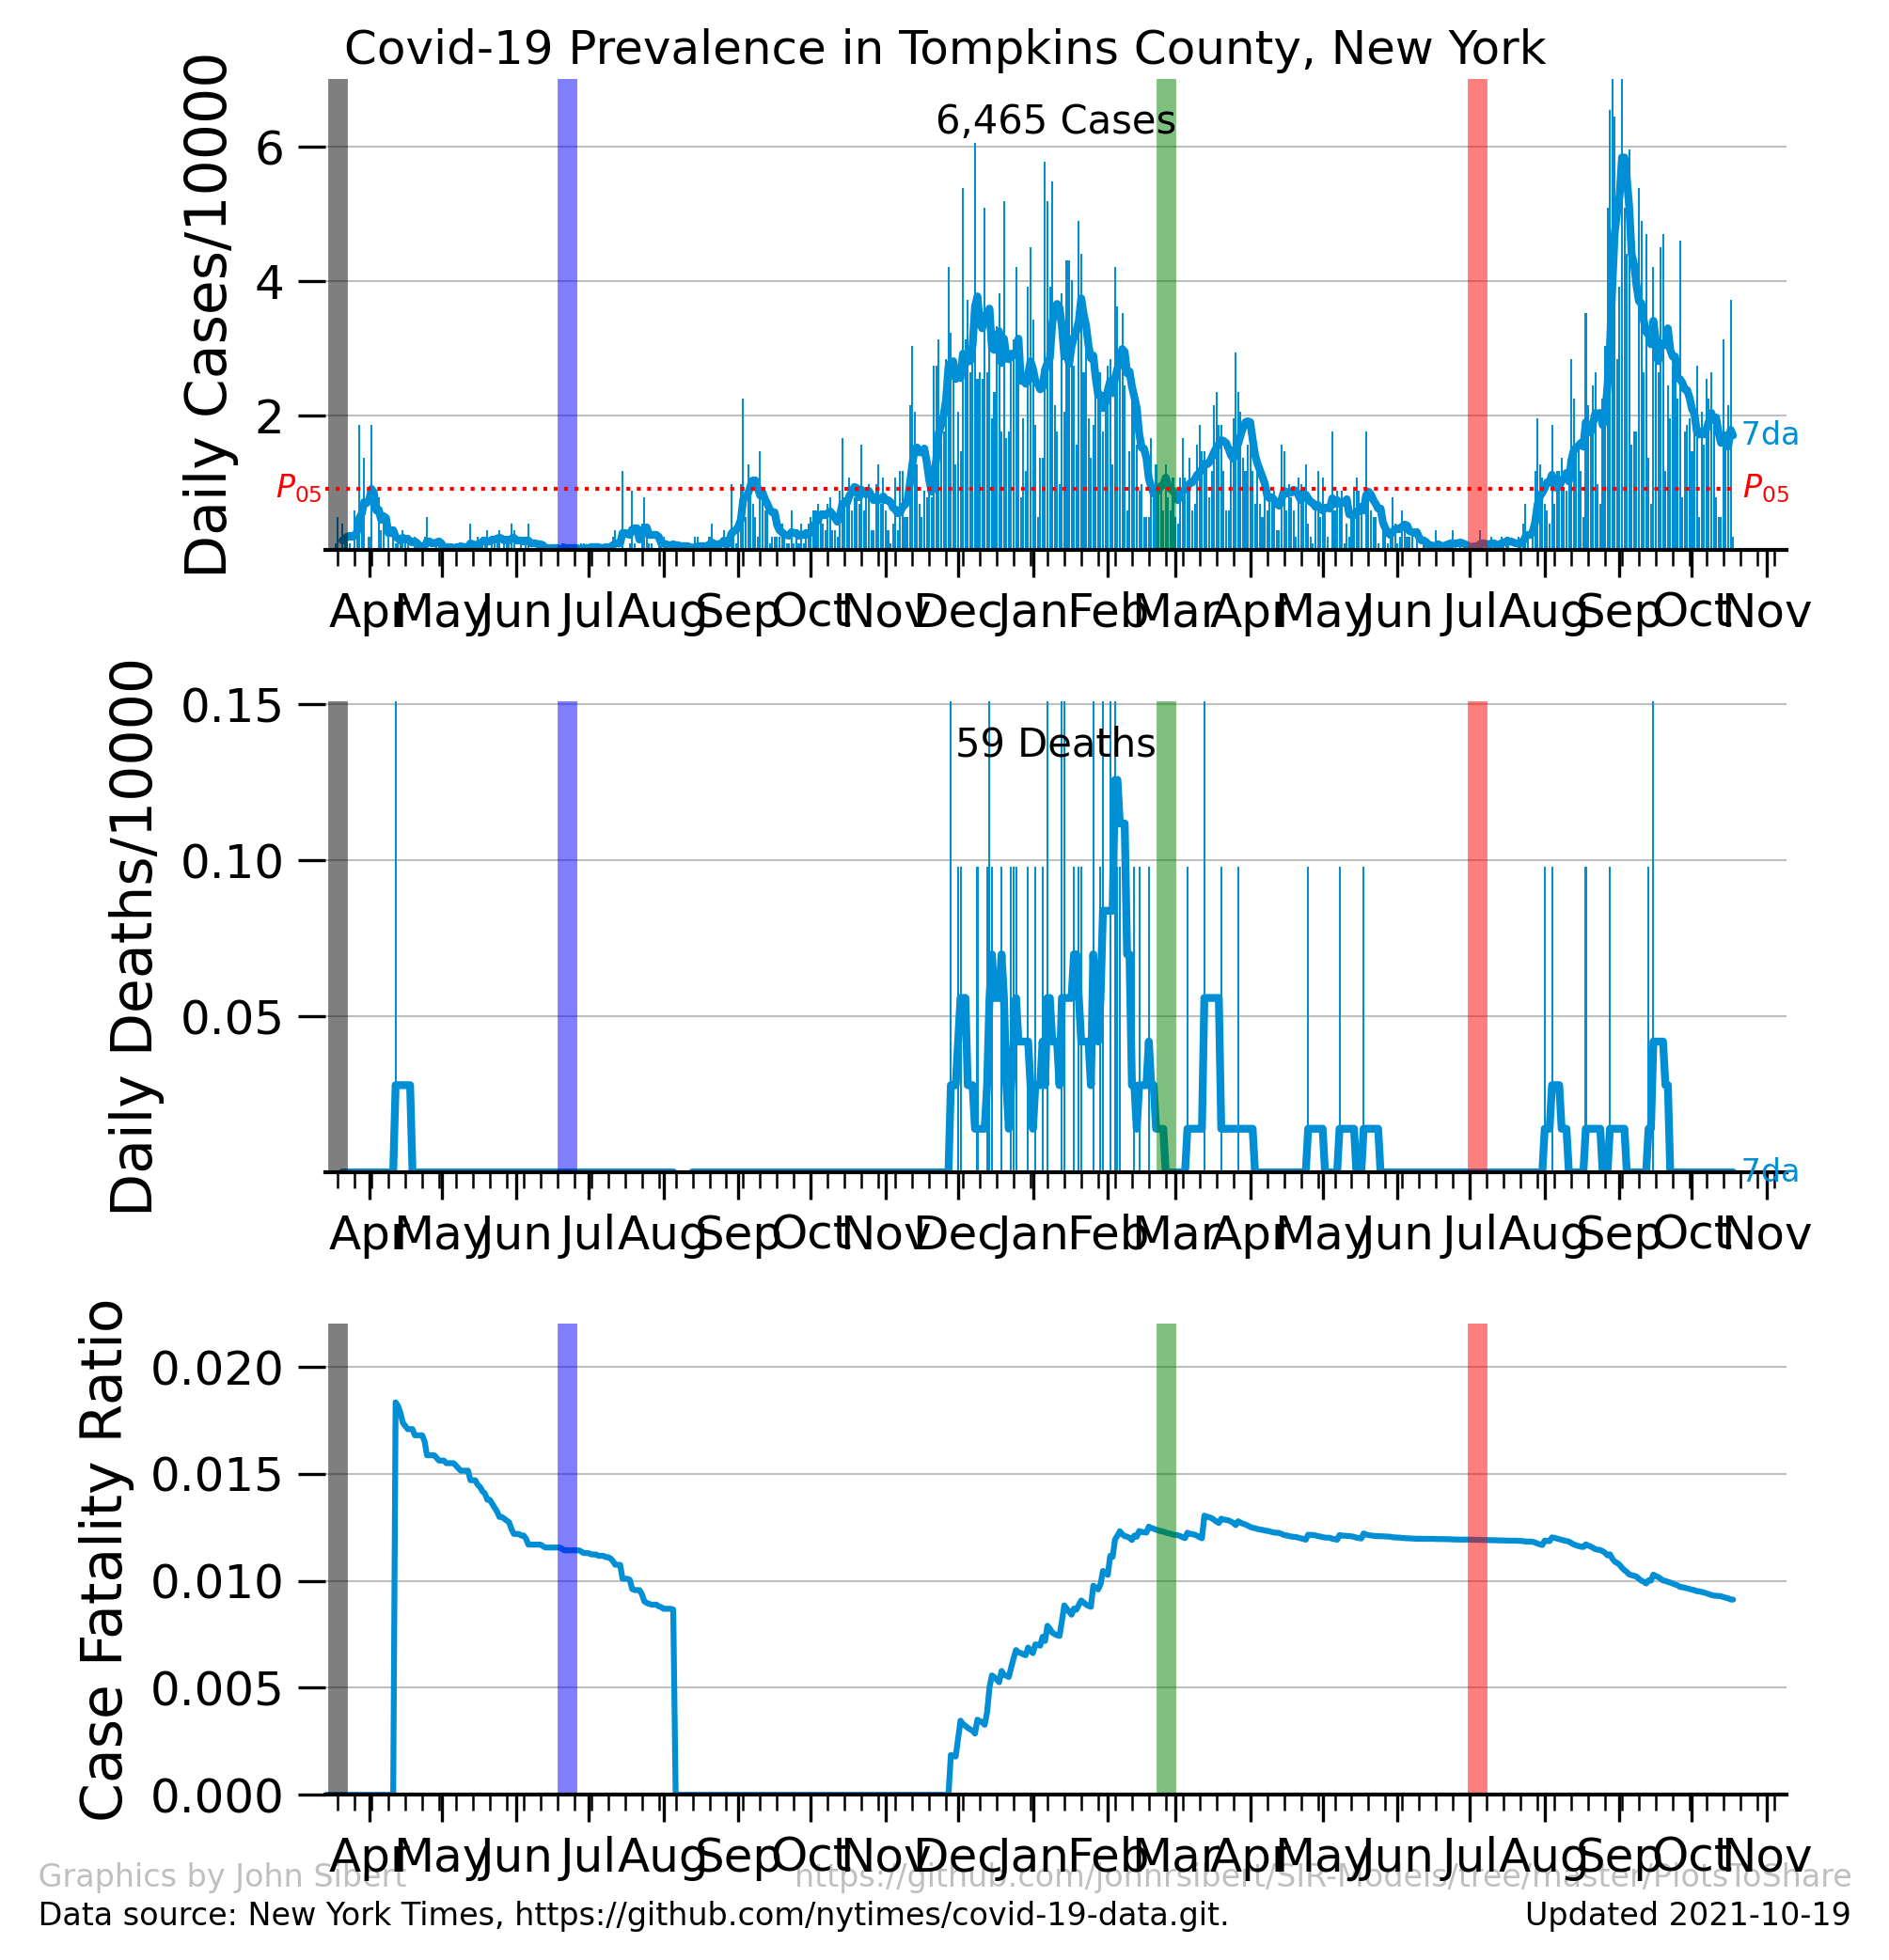 Covid-19 Prevalence in Tompkins County, New York
Daily Cases/10000
6,465 Cases
6
4
2
P05
7da
P05
Apr May Jun Jul Aug Sep Oct Nov Dec Jan Feb Mar Apr May Jun Jul Aug Sep Oct Nov
Daily Deaths/10000
59 Deaths
0.15
0.10
0.05
7da
Apr May Jun Jul Aug Sep Oct Nov Dec Jan Feb Mar Apr May Jun Jul Aug Sep Oct Nov
Case Fatality Ratio
0.020
0.015
0.010
0.005
0.000
Apr May Jun Jul Aug Sep Oct Nov Dec Jan Feb Mar Apr May Jun Jul Aug Sep Oct Nov
Graphics by John Sibert
https://github.com/johnrsibert/SIR-Models/tree/master/PlotsToShare
Data source: New York Times, https://github.com/nytimes/covid-19-data.git.
Updated 2021-10-19